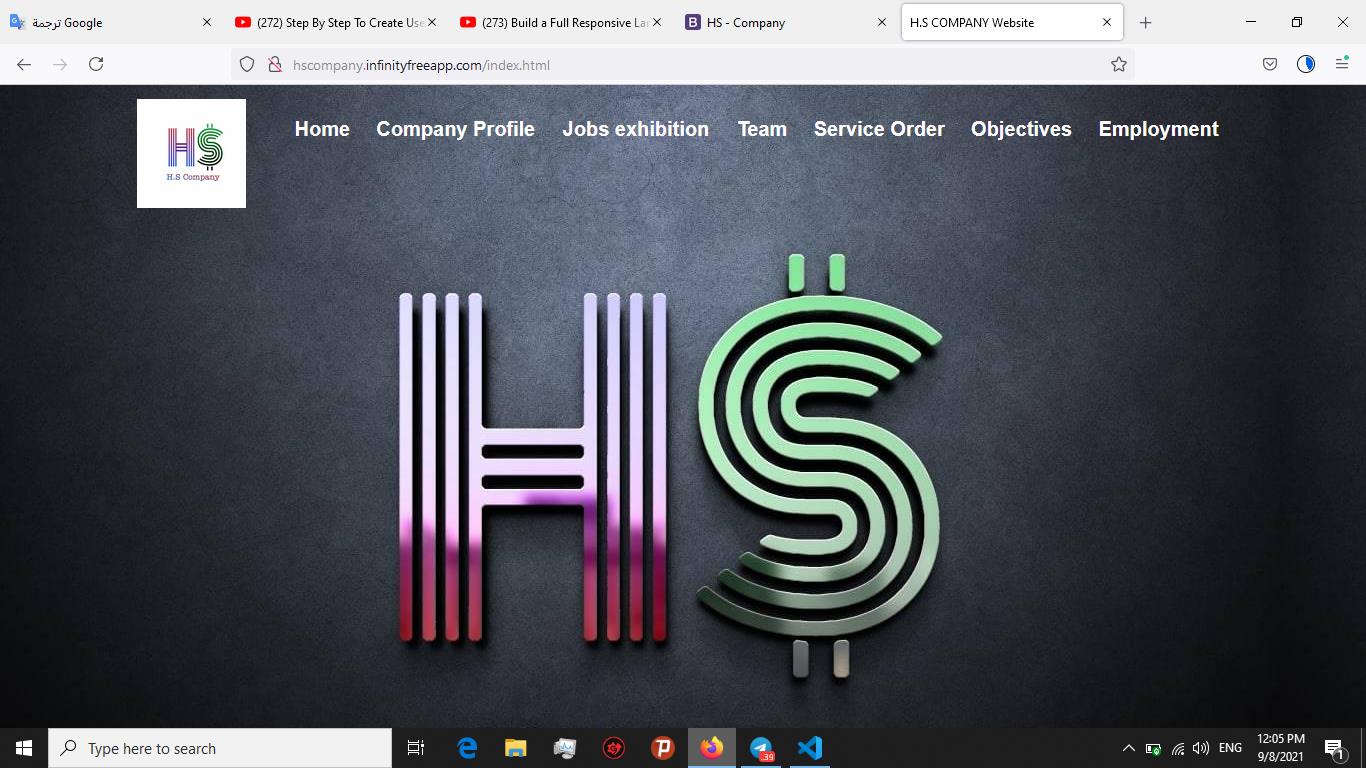 ترجمة Google
(272) Step By Step To Create Use
(273) Build a Full Responsive La
HS - Company
H.S COMPANY Website
hscompany.infinityfreeapp.com/index.html
HS
H.S Company
Home Company Profile Jobs exhibition Team Service Order Objectives Employment
HS
Type here to search
39
ENG
12:05 PM
9/8/2021
1